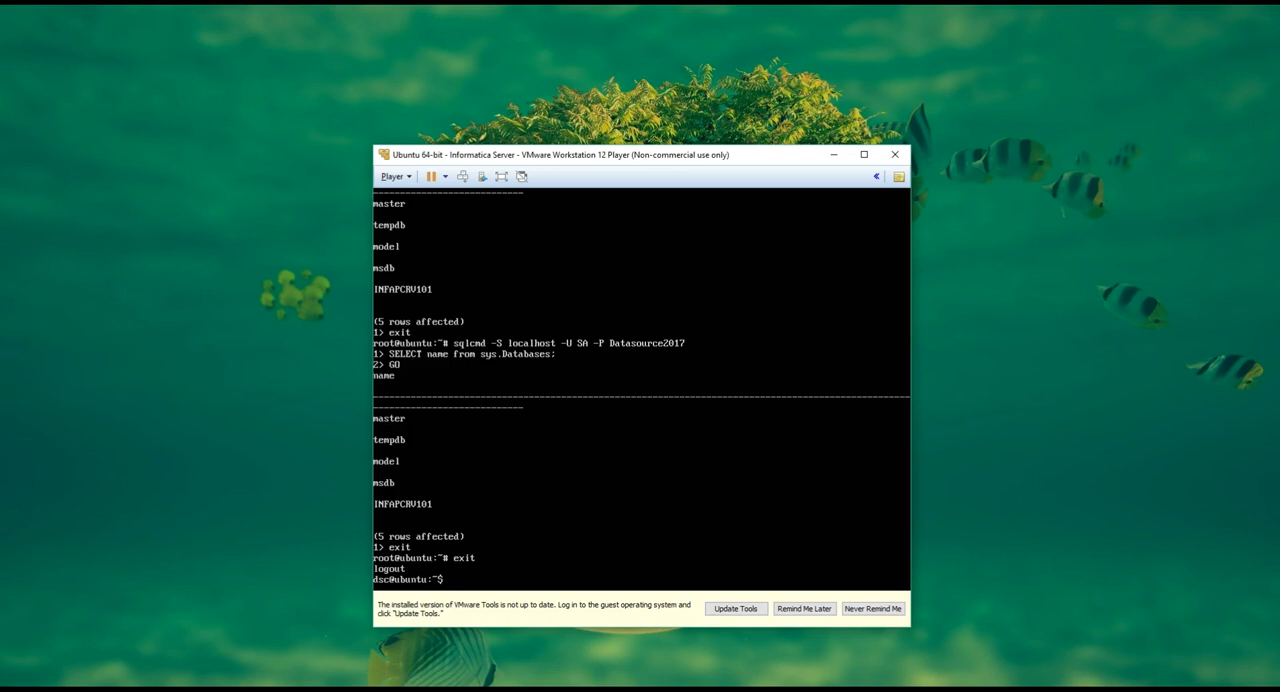 Ubuntu 64-bit - Informatica Server - VMware Workstation 12 Player (Non-commercial use only)
Player
----------------------------
master
tempdb
model
msdb
INFAPCRV101
(5 rows affected)
1> exit
root@ubuntu:~# sqlcmd -S localhost -U SA -P Datasource2017
1> SELECT name from sys.Databases;
2> GO
name
----------------------------------------------------------------------------------------------------
----------------------------
master
tempdb
model
msdb
INFAPCRV101
(5 rows affected)
1> exit
root@ubuntu:~# exit
logout
dsc@ubuntu:~$
The installed version of VMware Tools is not up to date. Log in to the guest operating system and
click "Update Tools."
Update Tools
Remind Me Later
Never Remind Me